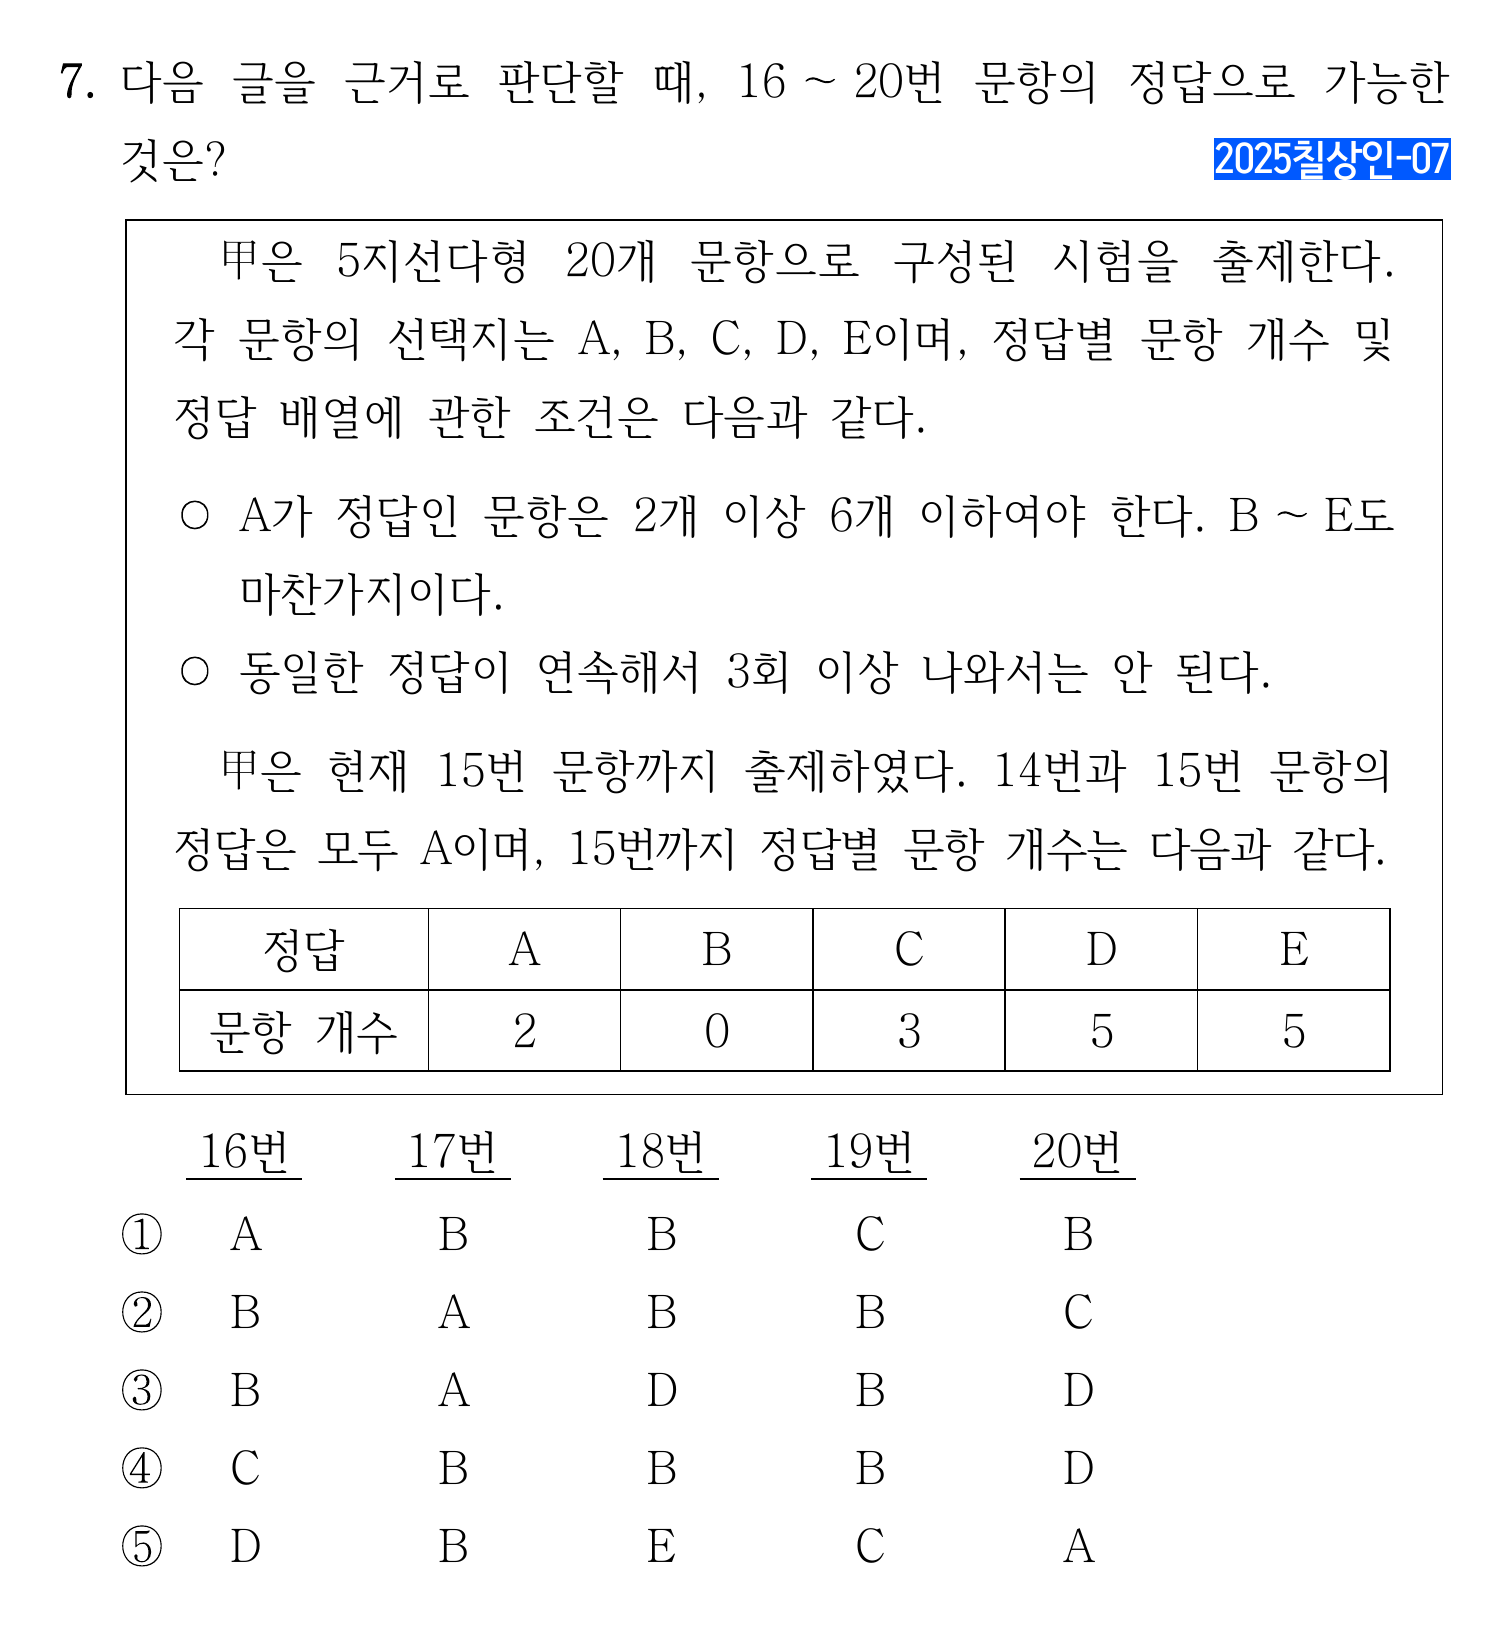 7. 다음 글을 근거로 판단할 때, 16 ~ 20번 문항의 정답으로 가능한
것은?
2025칠상인-07
甲은 5지선다형 20개 문항으로 구성된 시험을 출제한다.
각 문항의 선택지는 A, B, C, D, E이며, 정답별 문항 개수 및
정답 배열에 관한 조건은 다음과 같다.
○ A가 정답인 문항은 2개 이상 6개 이하여야 한다. B ~ E도
마찬가지이다.
○ 동일한 정답이 연속해서 3회 이상 나와서는 안 된다.
甲은 현재 15번 문항까지 출제하였다. 14번과 15번 문항의
정답은 모두 A이며, 15번까지 정답별 문항 개수는 다음과 같다.
정답 A B C D E
문항 개수 2 0 3 5 5
16번 17번 18번 19번 20번
① A B B C B
② B A B B C
③ B A D B D
④ C B B B D
⑤ D B E C A